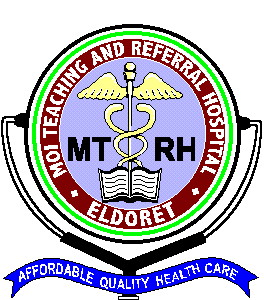 MOI TEACHING AND REFERRAL HOSPITAL
MT RH
• ELDORET •
AFFORDABLE QUALITY HEALTH CARE